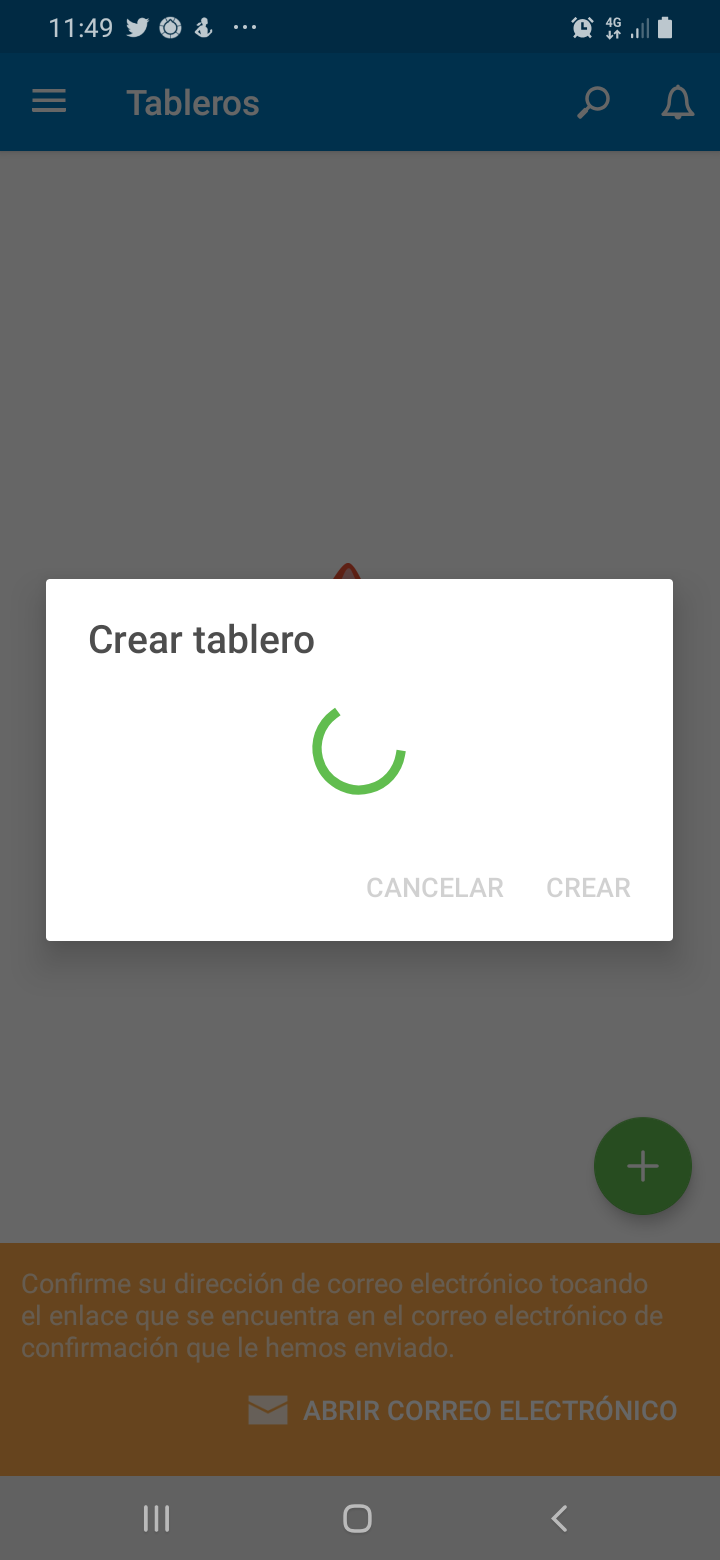 11:49
4G
Tableros
Crear tablero
CANCELAR CREAR
Confirme su dirección de correo electrónico tocando
el enlace que se encuentra en el correo electrónico de
confirmación que le hemos enviado.
ABRIR CORREO ELECTRÓNICO